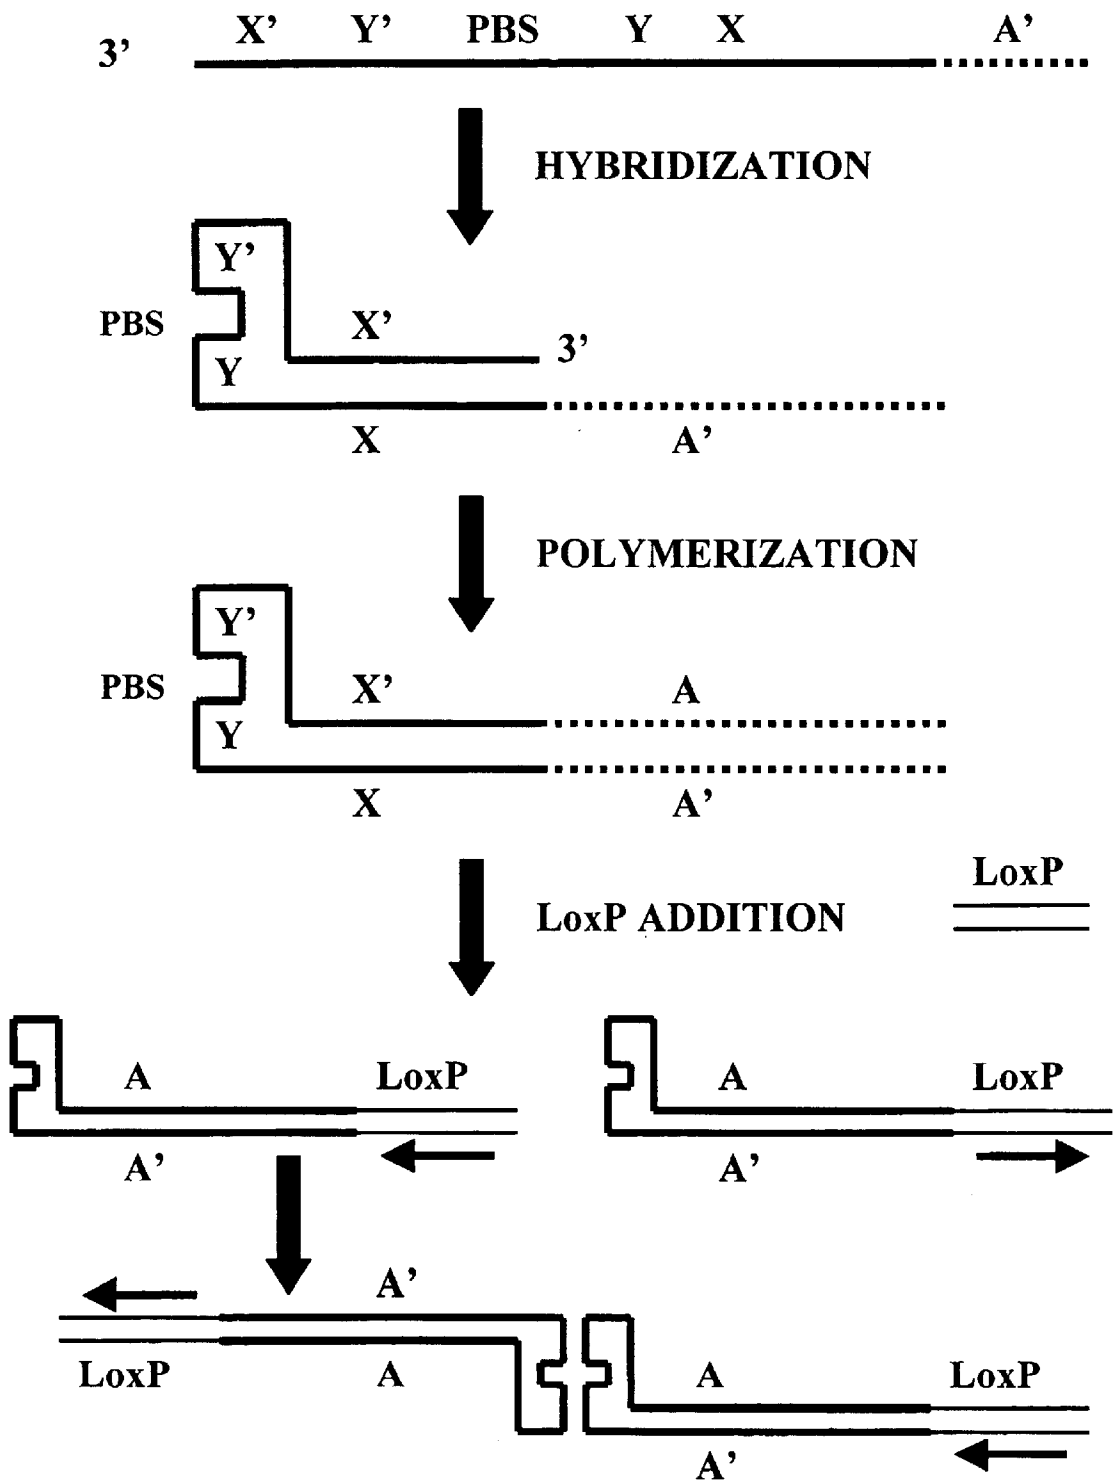 3' X' Y' PBS Y X A'
HYBRIDIZATION
Y'
PBS X' 3'
Y
X A'
POLYMERIZATION
Y'
PBS X' A
Y
X A'
LoxP
LoxP ADDITION
A LoxP A LoxP
A' A'
A'
LoxP A A LoxP
A'